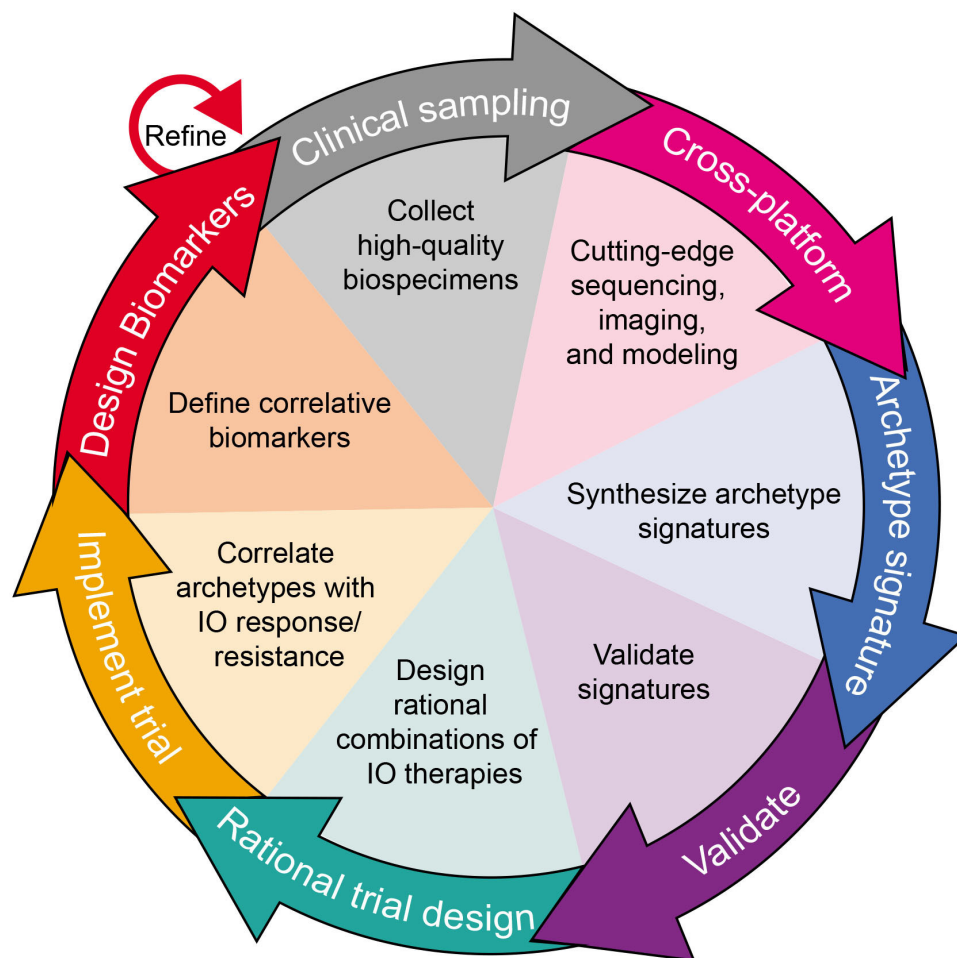 Refine
Clinical sampling
Collect
high-quality
biospecimens
Cross-platform
Cutting-edge
sequencing,
imaging,
and modeling
Archetype signature
Synthesize archetype
signatures
Validate
Validate
signatures
Rational trial design
Design
rational
combinations of
IO therapies
Implement trial
Correlate
archetypes with
IO response/
resistance
Design Biomarkers
Define correlative
biomarkers